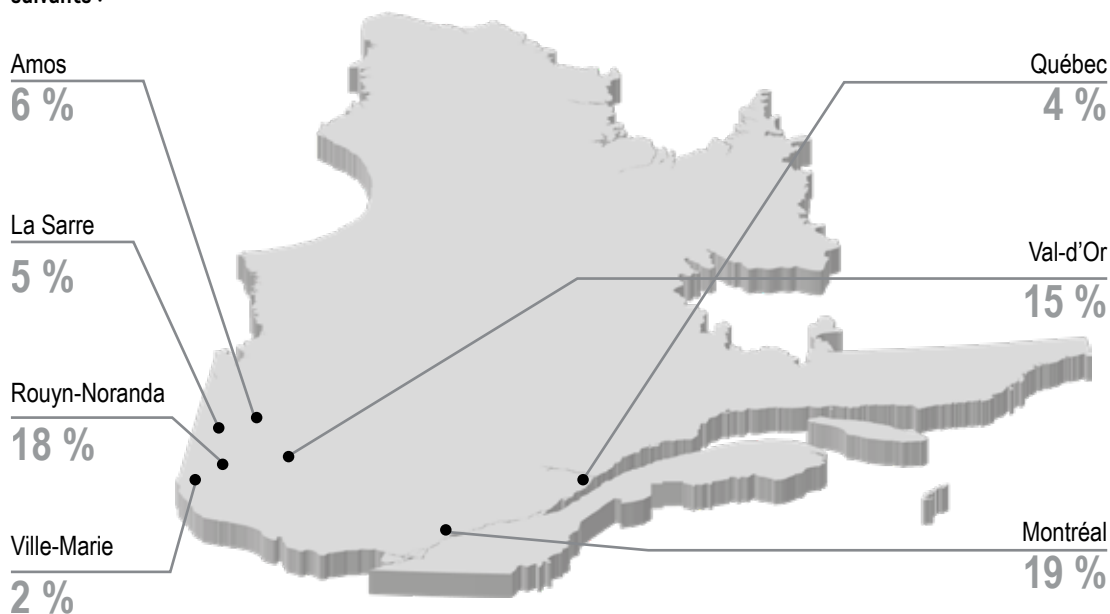 suivants :
Amos
6 %
La Sarre
5 %
Rouyn-Noranda
18 %
Ville-Marie
2 %
Québec
4 %
Val-d’Or
15 %
Montréal
19 %